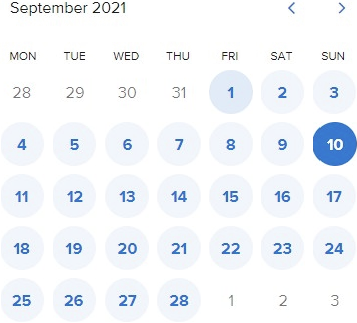 September 2021
MON TUE WED THU FRI SAT SUN
28 29 30 31 1 2 3
4 5 6 7 8 9 10
11 12 13 14 15 16 17
18 19 20 21 22 23 24
25 26 27 28 1 2 3